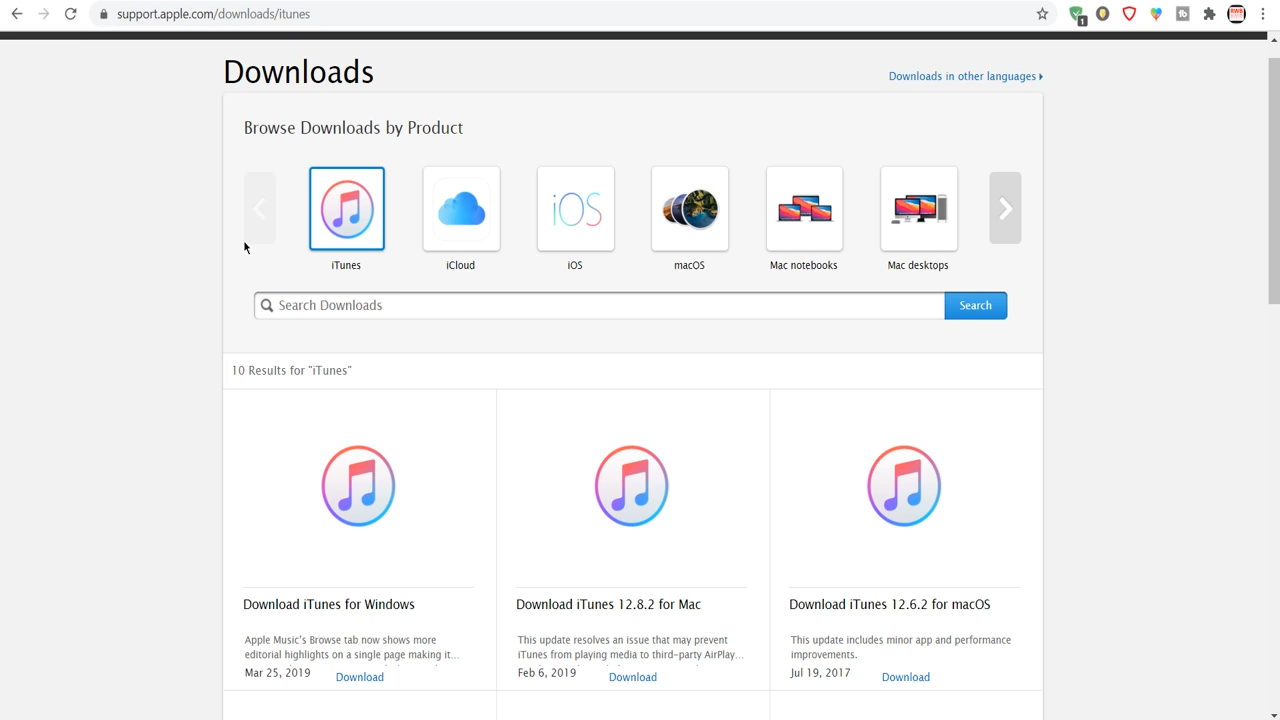 support.apple.com/downloads/itunes
1
tb
Downloads
Downloads in other languages
Browse Downloads by Product
iOS
iTunes
iCloud
iOS
macOS
Mac notebooks
Mac desktops
Search Downloads
Search
10 Results for "iTunes"
Download iTunes for Windows
Apple Music's Browse tab now shows more
editorial highlights on a single page making it...
Mar 25, 2019
Download
Download iTunes 12.8.2 for Mac
This update resolves an issue that may prevent
iTunes from playing media to third-party AirPlay...
Feb 6, 2019
Download
Download iTunes 12.6.2 for macOS
This update includes minor app and performance
improvements.
Jul 19, 2017
Download